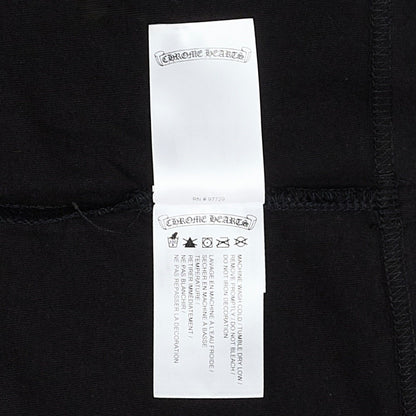 CHROME HEARTS
RN # 97729
CHROME HEARTS
MACHINE WASH COLD / TUMBLE DRY LOW /
REMOVE PROMPTLY / DO NOT BLEACH /
DO NOT IRON DECORATION
LAVAGE EN MACHINE A L'EAU FROIDE /
SECHER EN MACHINE À BASSE
TEMPERATURE /
RETIRER IMMÉDIATEMENT /
NE PAS BLANCHIR /
NE PAS REPASSER LA DECORATION